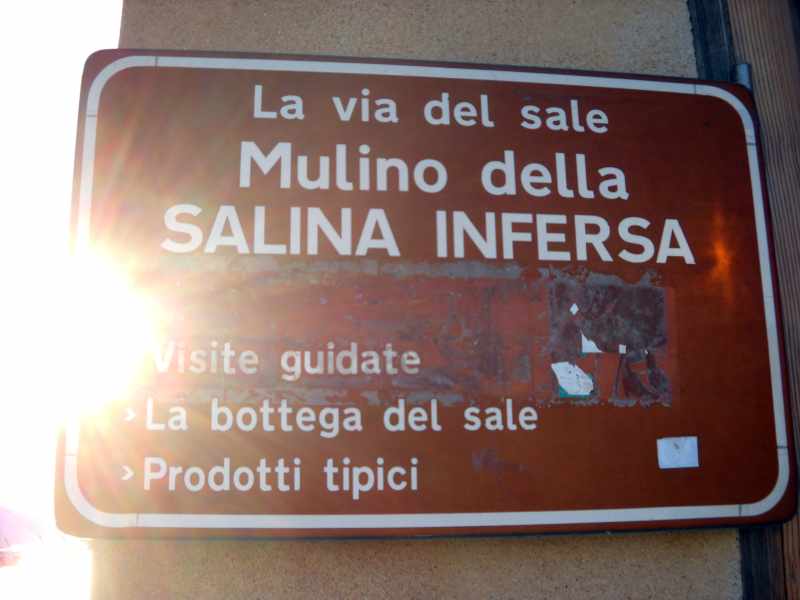 La via del sale
Mulino della
SALINA INFERSA
Visite guidate
> La bottega del sale
> Prodotti tipici